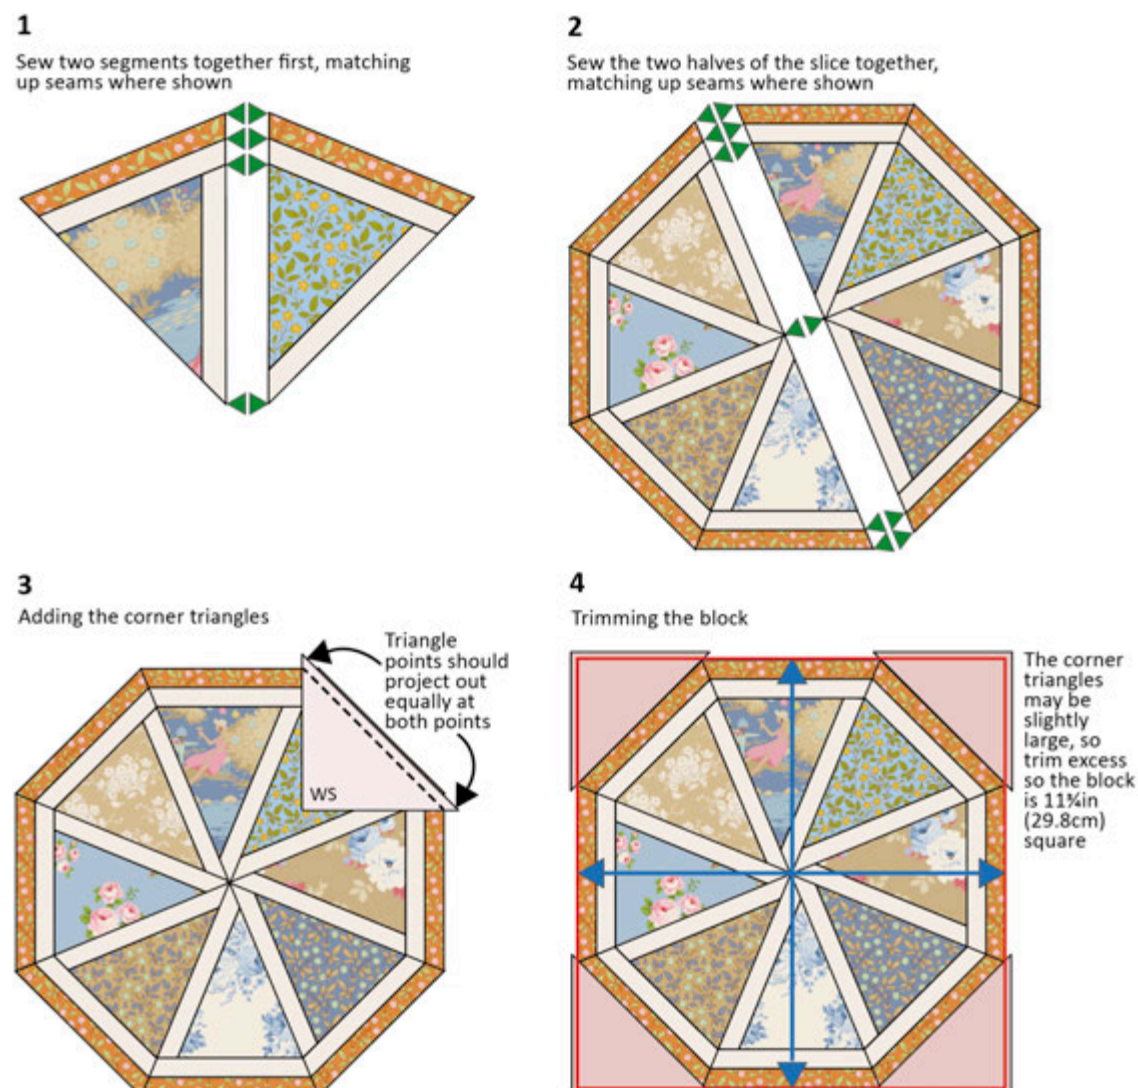 1
Sew two segments together first, matching
up seams where shown
2
Sew the two halves of the slice together,
matching up seams where shown
3
Adding the corner triangles
Triangle
points should
project out
equally at
both points
WS
4
Trimming the block
The corner
triangles
may be
slightly
large, so
trim excess
so the block
is 11¾in
(29.8cm)
square